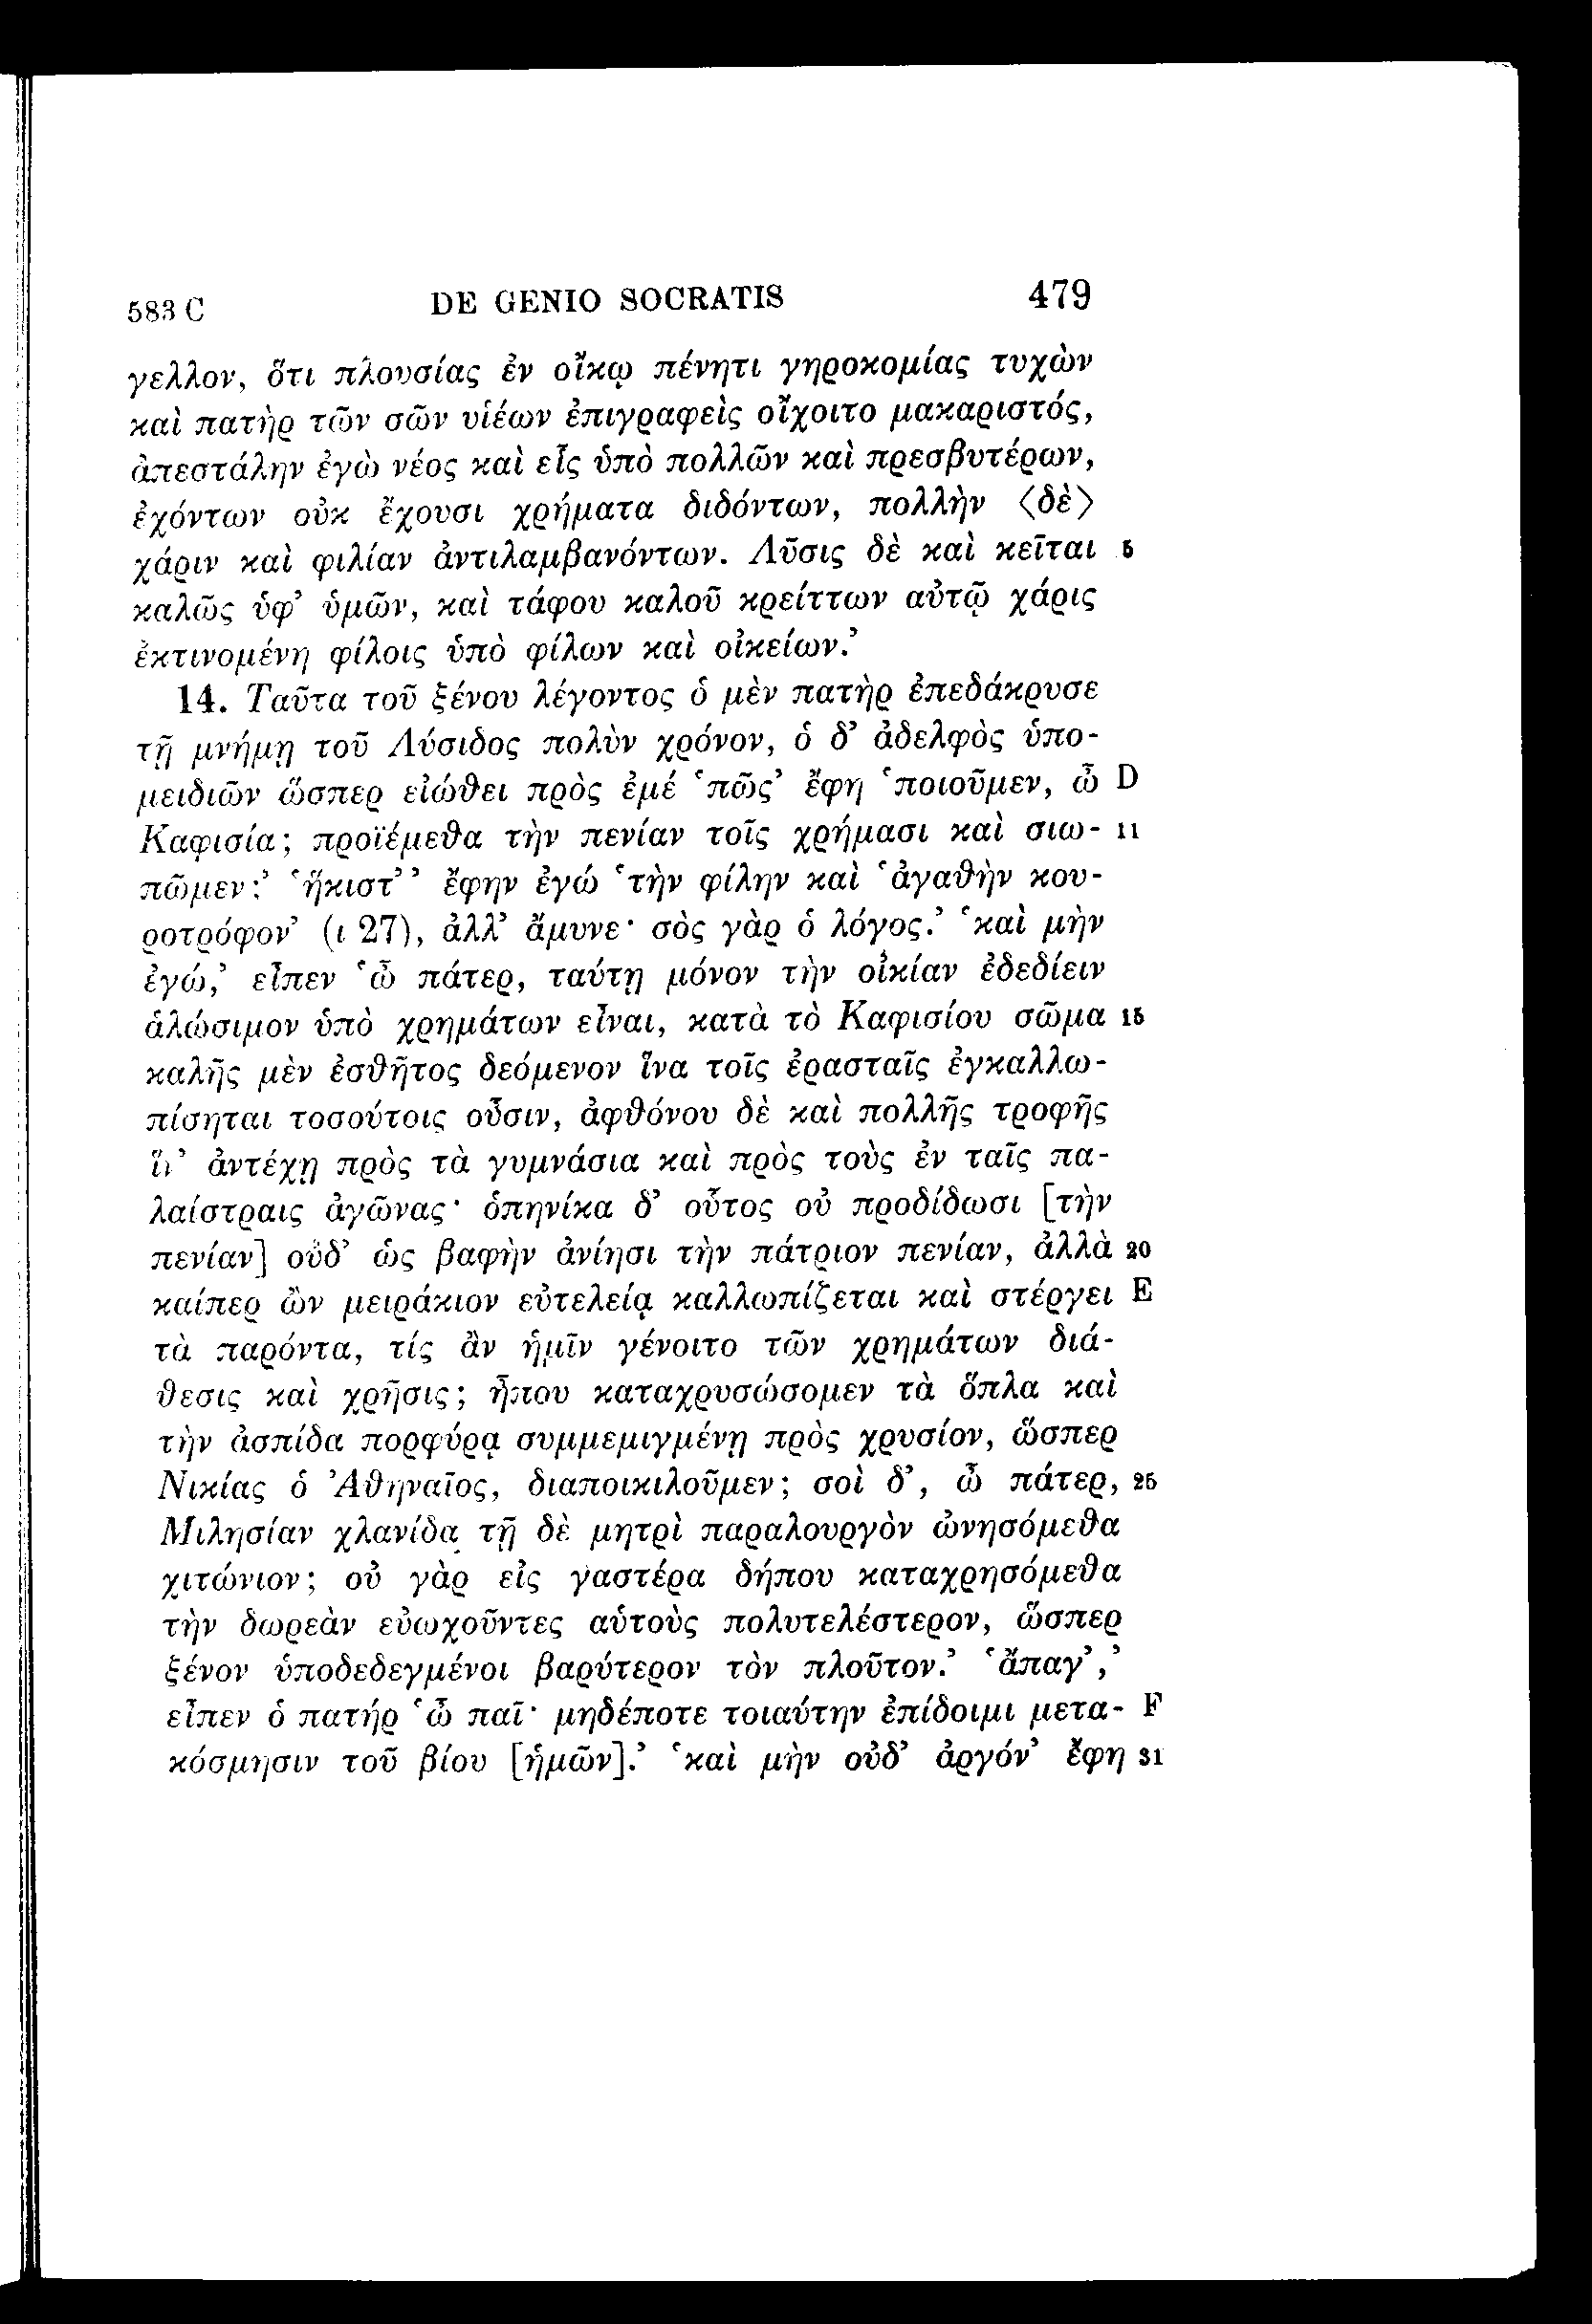 583 C DE GENIO SOCRATIS 479
γελλον, ὅτι πλουσίας ἐν οἴκῳ πένητι γηροκομίας τυχὼν
καὶ πατὴρ τῶν σῶν υἱέων ἐπιγραφεὶς οἴχοιτο μακαριστός,
ἀπεστάλην ἐγὼ νέος καὶ εἷς ὑπὸ πολλῶν καὶ πρεσβυτέρων,
ἐχόντων οὐκ ἔχουσι χρήματα διδόντων, πολλὴν ⟨δὲ⟩
χάριν καὶ φιλίαν ἀντιλαμβανόντων. Λῦσις δὲ καὶ κεῖται 5
καλῶς ὑφ’ ὑμῶν, καὶ τάφου καλοῦ κρείττων αὐτῷ χάρις
ἐκτινομένη φίλοις ὑπὸ φίλων καὶ οἰκείων.’
14. Ταῦτα τοῦ ξένου λέγοντος ὁ μὲν πατὴρ ἐπεδάκρυσε
τῇ μνήμῃ τοῦ Λύσιδος πολὺν χρόνον, ὁ δ’ ἀδελφὸς ὑπο-
μειδιῶν ὥσπερ εἰώθει πρὸς ἐμέ ‘πῶς’ ἔφη ‘ποιοῦμεν, ὦ D
Καφισία; προϊέμεθα τὴν πενίαν τοῖς χρήμασι καὶ σιω- 11
πῶμεν;’ ‘ἥκιστ’’ ἔφην ἐγώ ‘τὴν φίλην καὶ ‘ἀγαθὴν κου-
ροτρόφον’ (ι 27), ἀλλ’ ἄμυνε· σὸς γὰρ ὁ λόγος.’ ‘καὶ μὴν
ἐγώ,’ εἶπεν ‘ὦ πάτερ, ταύτῃ μόνον τὴν οἰκίαν ἐδεδίειν
ἁλώσιμον ὑπὸ χρημάτων εἶναι, κατὰ τὸ Καφισίου σῶμα 15
καλῆς μὲν ἐσθῆτος δεόμενον ἵνα τοῖς ἐρασταῖς ἐγκαλλω-
πίσηται τοσούτοις οὖσιν, ἀφθόνου δὲ καὶ πολλῆς τροφῆς
ἵν’ ἀντέχῃ πρὸς τὰ γυμνάσια καὶ πρὸς τοὺς ἐν ταῖς πα-
λαίστραις ἀγῶνας· ὁπηνίκα δ’ οὗτος οὐ προδίδωσι [τὴν
πενίαν] οὐδ’ ὡς βαφὴν ἀνίησι τὴν πάτριον πενίαν, ἀλλὰ 20
καίπερ ὢν μειράκιον εὐτελείᾳ καλλωπίζεται καὶ στέργει E
τὰ παρόντα, τίς ἂν ἡμῖν γένοιτο τῶν χρημάτων διά-
θεσις καὶ χρῆσις; ἦπου καταχρυσώσομεν τὰ ὅπλα καὶ
τὴν ἀσπίδα πορφύρᾳ συμμεμιγμένῃ πρὸς χρυσίον, ὥσπερ
Νικίας ὁ Ἀθηναῖος, διαποικιλοῦμεν; σοὶ δ’, ὦ πάτερ, 25
Μιλησίαν χλανίδα τῇ δὲ μητρὶ παραλουργὸν ὠνησόμεθα
χιτώνιον; οὐ γὰρ εἰς γαστέρα δήπου καταχρησόμεθα
τὴν δωρεὰν εὐωχοῦντες αὑτοὺς πολυτελέστερον, ὥσπερ
ξένον ὑποδεδεγμένοι βαρύτερον τὸν πλοῦτον.’ ‘ἄπαγ’,’
εἶπεν ὁ πατήρ ‘ὦ παῖ· μηδέποτε τοιαύτην ἐπίδοιμι μετα- F
κόσμησιν τοῦ βίου [ἡμῶν].’ ‘καὶ μὴν οὐδ’ ἀργόν’ ἔφη 31